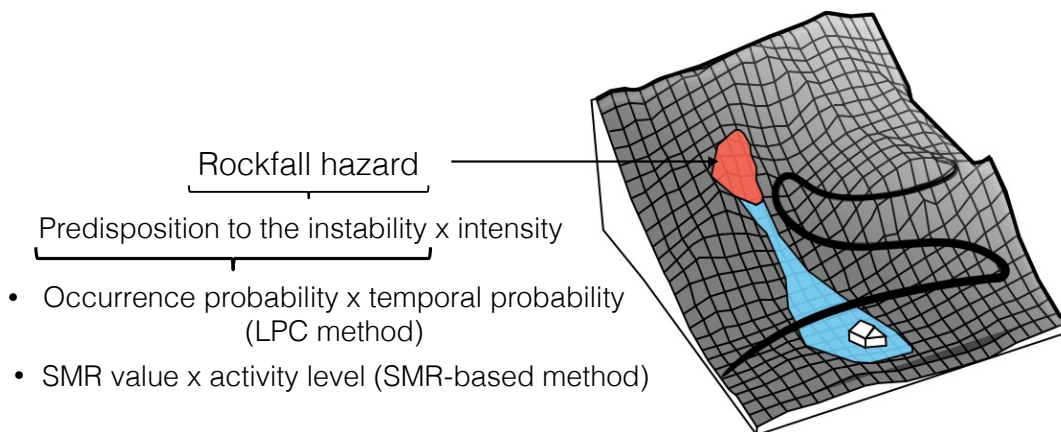 Rockfall hazard
Predisposition to the instability x intensity
• Occurrence probability x temporal probability
(LPC method)
• SMR value x activity level (SMR-based method)